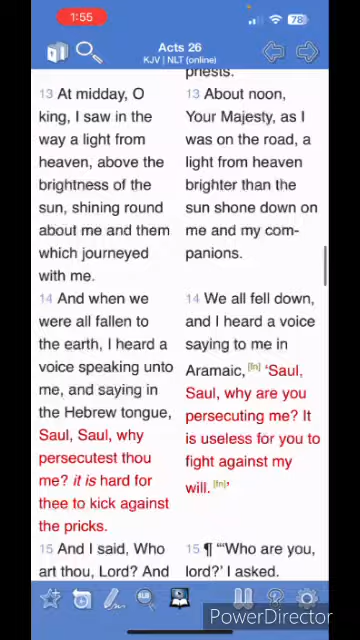 1:55
78
Acts 26
KJV | NLT (online)
priests.
13 At midday, O
king, I saw in the
way a light from
heaven, above the
brightness of the
sun, shining round
about me and them
which journeyed
with me.
13 About noon,
Your Majesty, as I
was on the road, a
light from heaven
brighter than the
sun shone down on
me and my com-
panions.
14 And when we
were all fallen to
the earth, I heard a
voice speaking unto
me, and saying in
the Hebrew tongue,
Saul, Saul, why
persecutest thou
me? it is hard for
thee to kick against
the pricks.
14 We all fell down,
and I heard a voice
saying to me in
Aramaic, [fn] ‘Saul,
Saul, why are you
persecuting me? It
is useless for you to
fight against my
will. [fn]’
15 And I said, Who
art thou, Lord? And
15 ¶ “‘Who are you,
lord?’ I asked.
PowerDirector